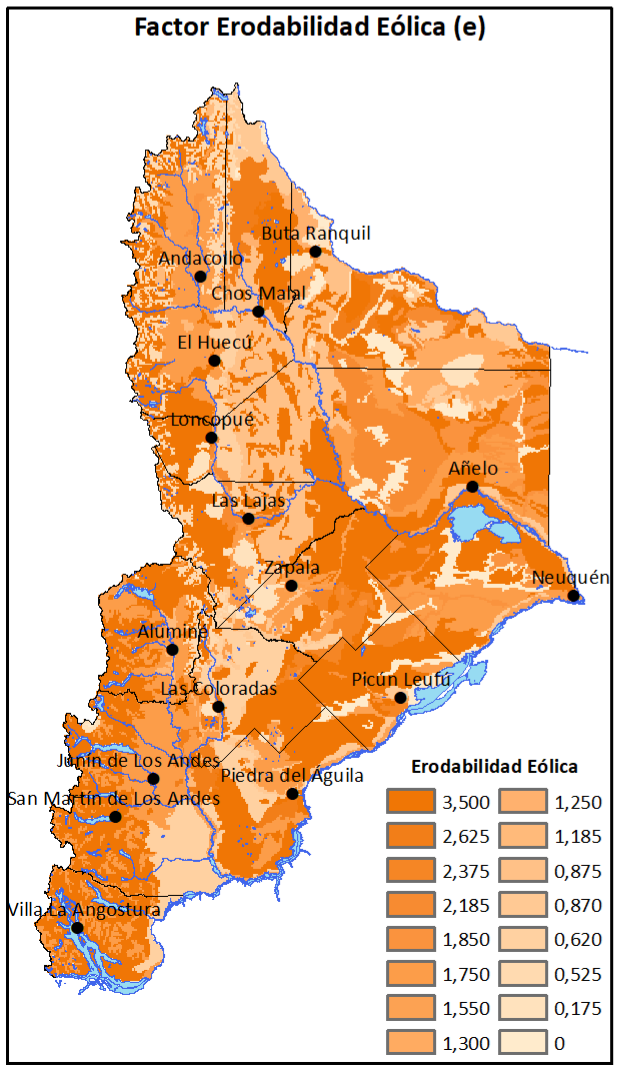 Factor Erodabilidad Eólica (e)
Buta Ranquil
Andacollo
Chos Malal
El Huecú
Loncopué
Añelo
Las Lajas
Zapala
Neuquén
Aluminé
Picún Leufú
Las Coloradas
Junín de Los Andes
Piedra del Águila
San Martín de Los Andes
Villa La Angostura
Erodabilidad Eólica
3,500 1,250
2,625 1,185
2,375 0,875
2,185 0,870
1,850 0,620
1,750 0,525
1,550 0,175
1,300 0